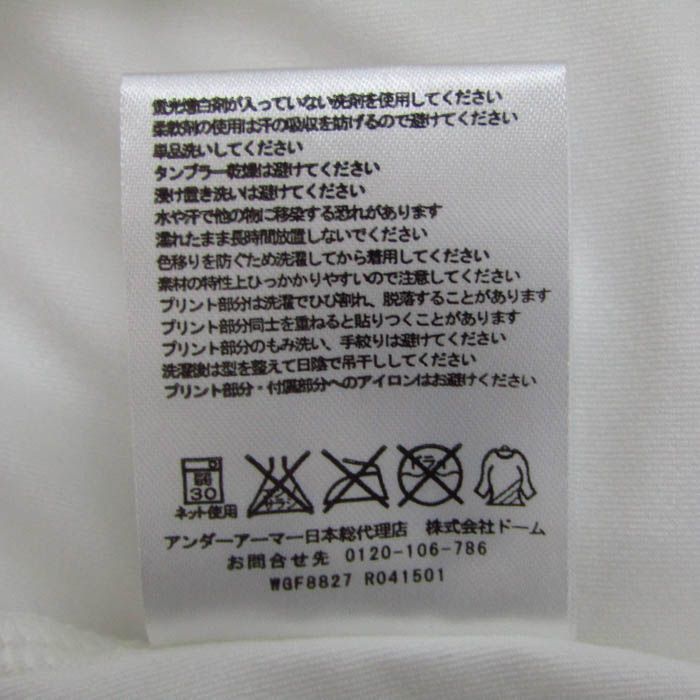 蛍光増白剤が入っていない洗剤を使用してください
柔軟剤の使用は汗の吸収を妨げるので避けてください
単品洗いしてください
タンブラー乾燥は避けてください
浸け置き洗いは避けてください
水や汗で他の物に移染する恐れがあります
濡れたまま長時間放置しないでください
色移りを防ぐため洗濯してから着用してください
素材の特性上ひっかかりやすいので注意してください
プリント部分は洗濯でひび割れ、脱落することがあります
プリント部分同士を重ねると貼りつくことがあります
プリント部分のもみ洗い、手絞りは避けてください
洗濯後は型を整えて日陰で吊干ししてください
プリント部分・付属部分へのアイロンはお避けください
弱 30 エンソサラシ ドライ
ネット使用
アンダーアーマー日本総代理店 株式会社ドーム
お問合せ先 0120-106-786
WGF8827 R041501